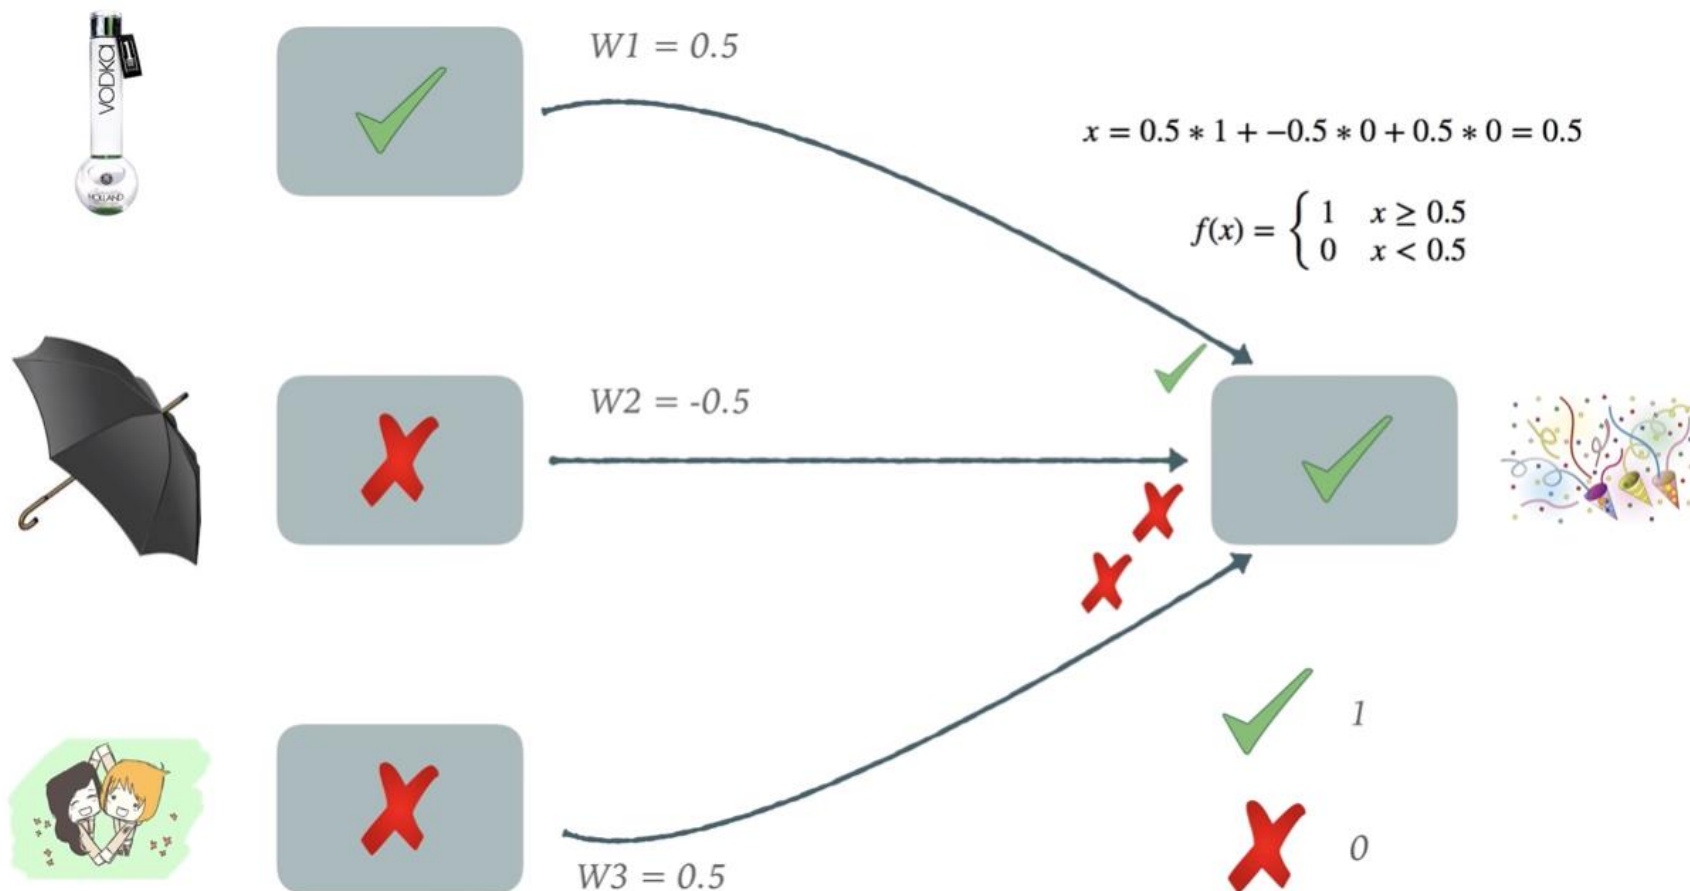 VODKA
HOLLAND
W1 = 0.5
x = 0.5 * 1 + −0.5 * 0 + 0.5 * 0 = 0.5
f(x) = { 1 x ≥ 0.5
0 x < 0.5
W2 = -0.5
1
0
W3 = 0.5